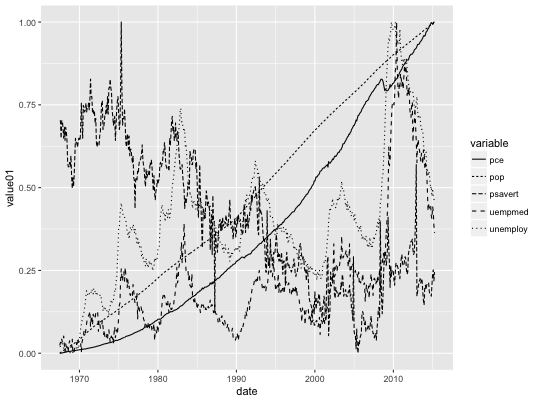 1.00
0.75
0.50
0.25
0.00
value01
1970
1980
1990
2000
2010
date
variable
pce
pop
psavert
uempmed
unemploy